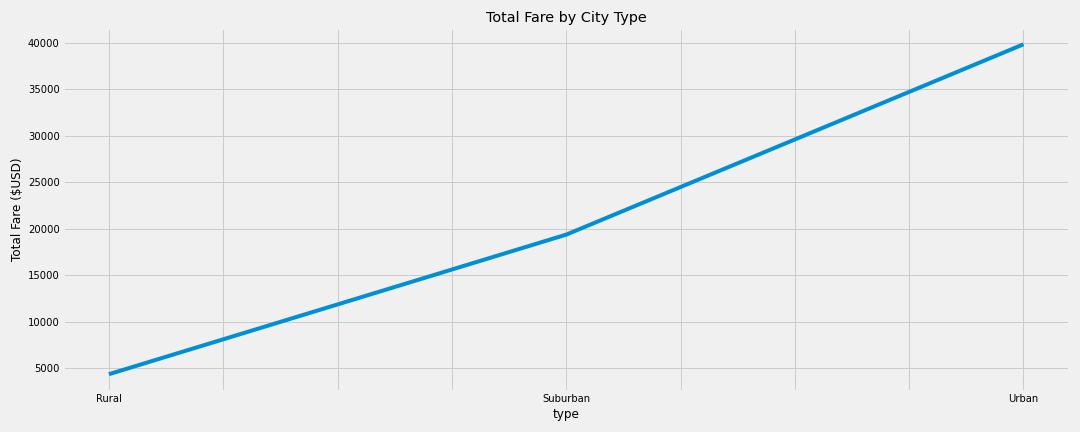 Total Fare by City Type
Total Fare ($USD)
40000
35000
30000
25000
20000
15000
10000
5000
Rural
Suburban
Urban
type